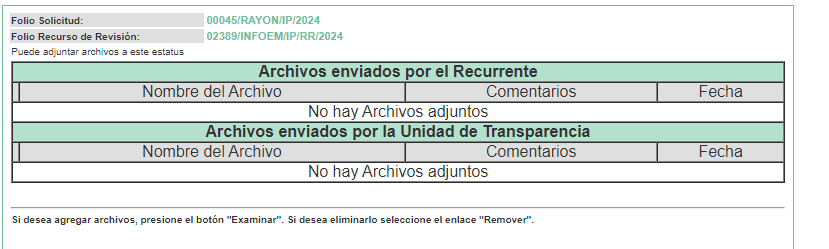 Folio Solicitud: 00045/RAYON/IP/2024
Folio Recurso de Revisión: 02389/INFOEM/IP/RR/2024
Puede adjuntar archivos a este estatus
Archivos enviados por el Recurrente
Nombre del Archivo Comentarios Fecha
No hay Archivos adjuntos
Archivos enviados por la Unidad de Transparencia
Nombre del Archivo Comentarios Fecha
No hay Archivos adjuntos
Si desea agregar archivos, presione el botón "Examinar". Si desea eliminarlo seleccione el enlace "Remover".